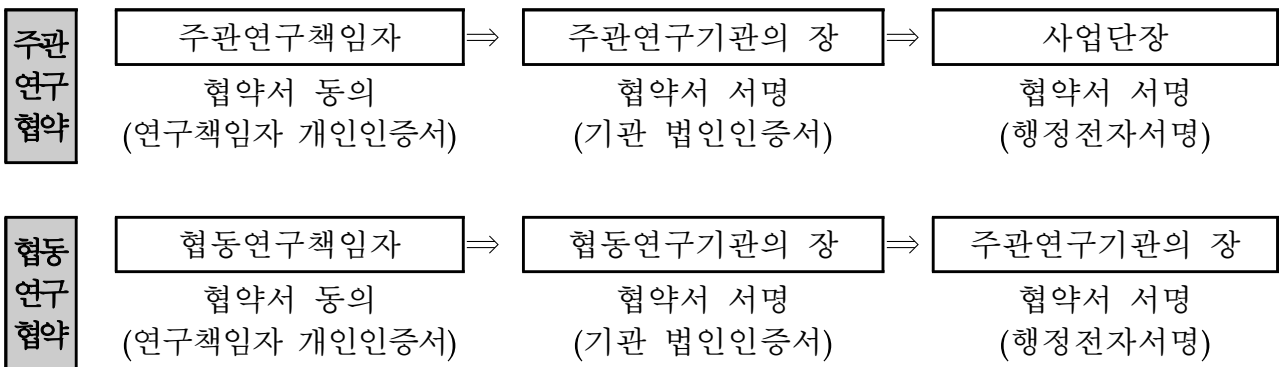 주관
연구
협약
주관연구책임자 ⇒ 주관연구기관의 장 ⇒ 사업단장
협약서 동의 협약서 서명 협약서 서명
(연구책임자 개인인증서) (기관 법인인증서) (행정전자서명)
협동
연구
협약
협동연구책임자 ⇒ 협동연구기관의 장 ⇒ 주관연구기관의 장
협약서 동의 협약서 서명 협약서 서명
(연구책임자 개인인증서) (기관 법인인증서) (행정전자서명)